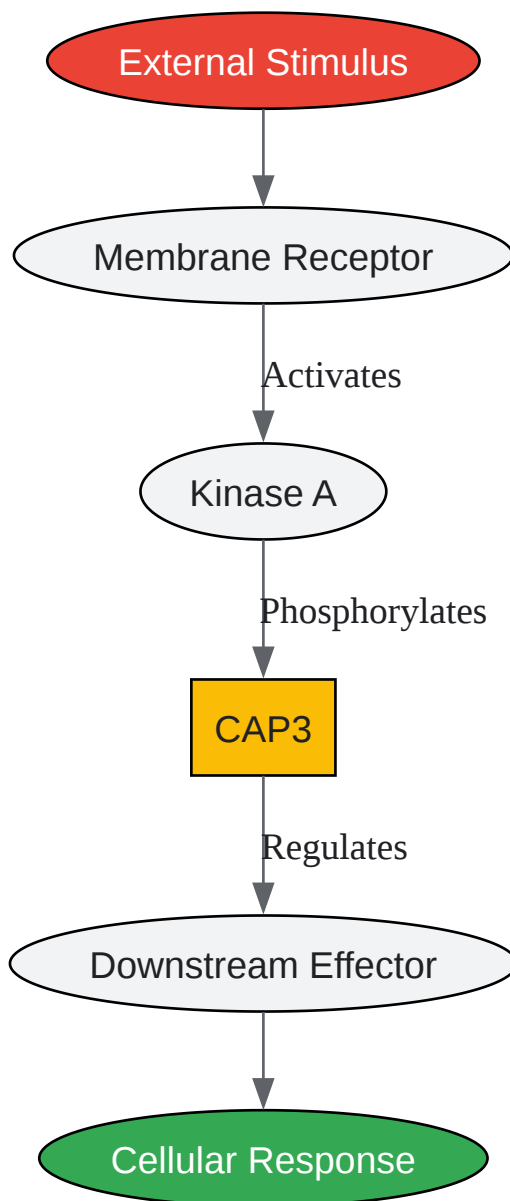 External Stimulus
Membrane Receptor
Activates
Kinase A
Phosphorylates
CAP3
Regulates
Downstream Effector
Cellular Response